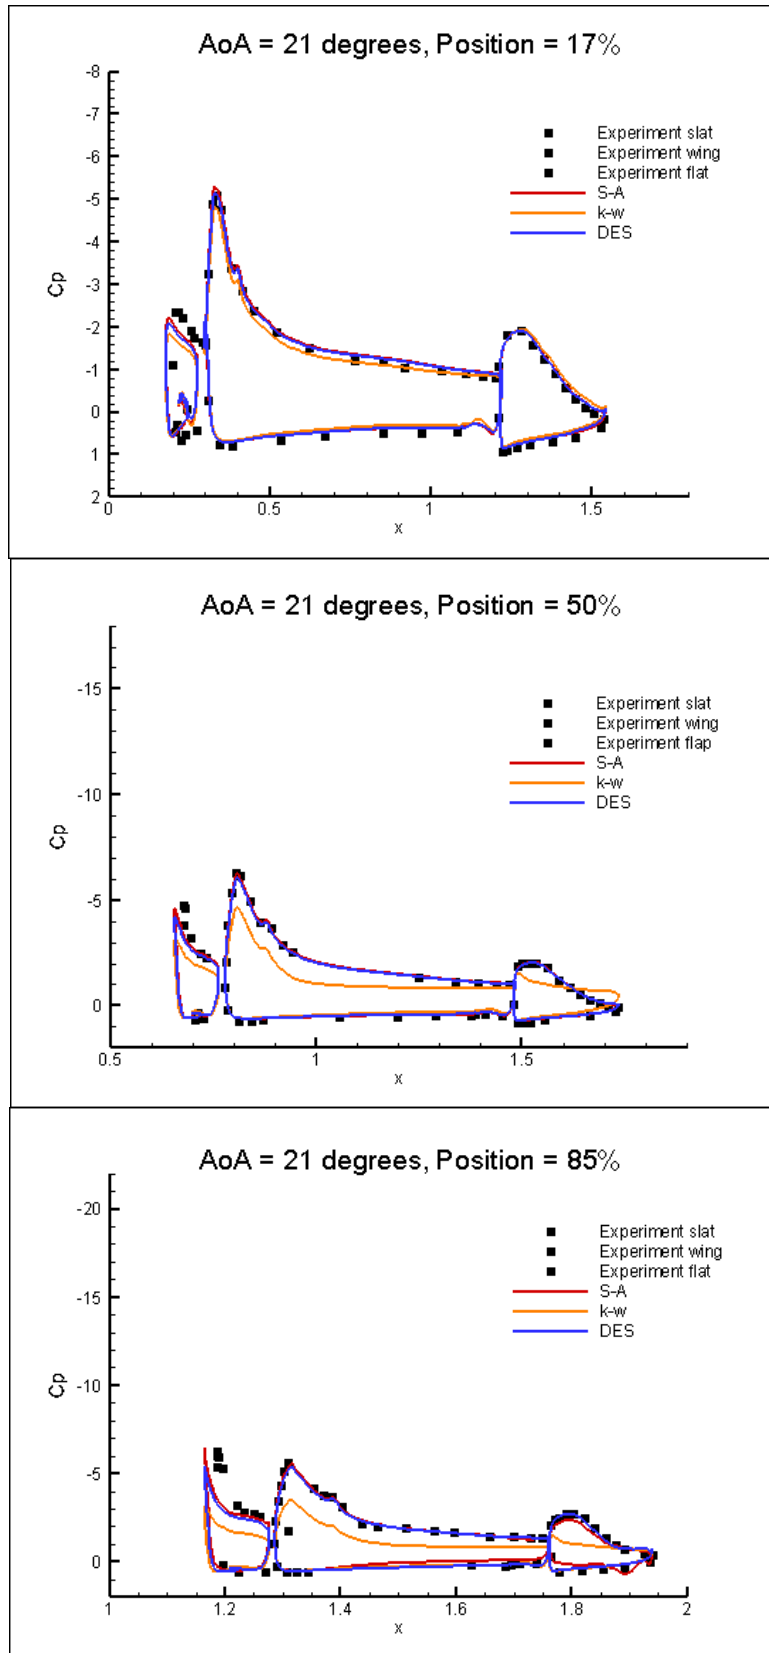 AoA = 21 degrees, Position = 17%
-8
-7
-6
-5
-4
-3
-2
-1
0
1
2
Cp
Experiment slat
Experiment wing
Experiment flat
S-A
k-w
DES
0
0.5
1
1.5
x
AoA = 21 degrees, Position = 50%
-15
-10
-5
0
Cp
Experiment slat
Experiment wing
Experiment flap
S-A
k-w
DES
0.5
1
1.5
x
AoA = 21 degrees, Position = 85%
-20
-15
-10
-5
0
Cp
Experiment slat
Experiment wing
Experiment flat
S-A
k-w
DES
1
1.2
1.4
1.6
1.8
2
x